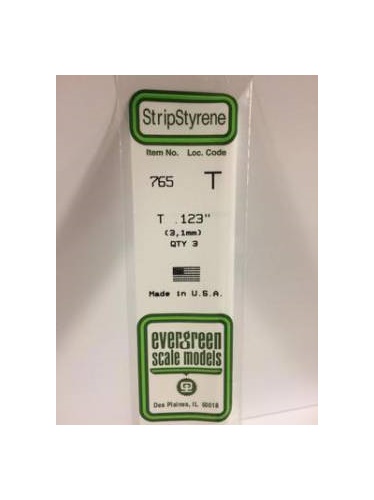 StripStyrene
Item No. Loc. Code
765 T
T .123"
(3,1mm)
QTY 3
Made in U.S.A.
evergreen
scale models
Des Plaines, IL 60018